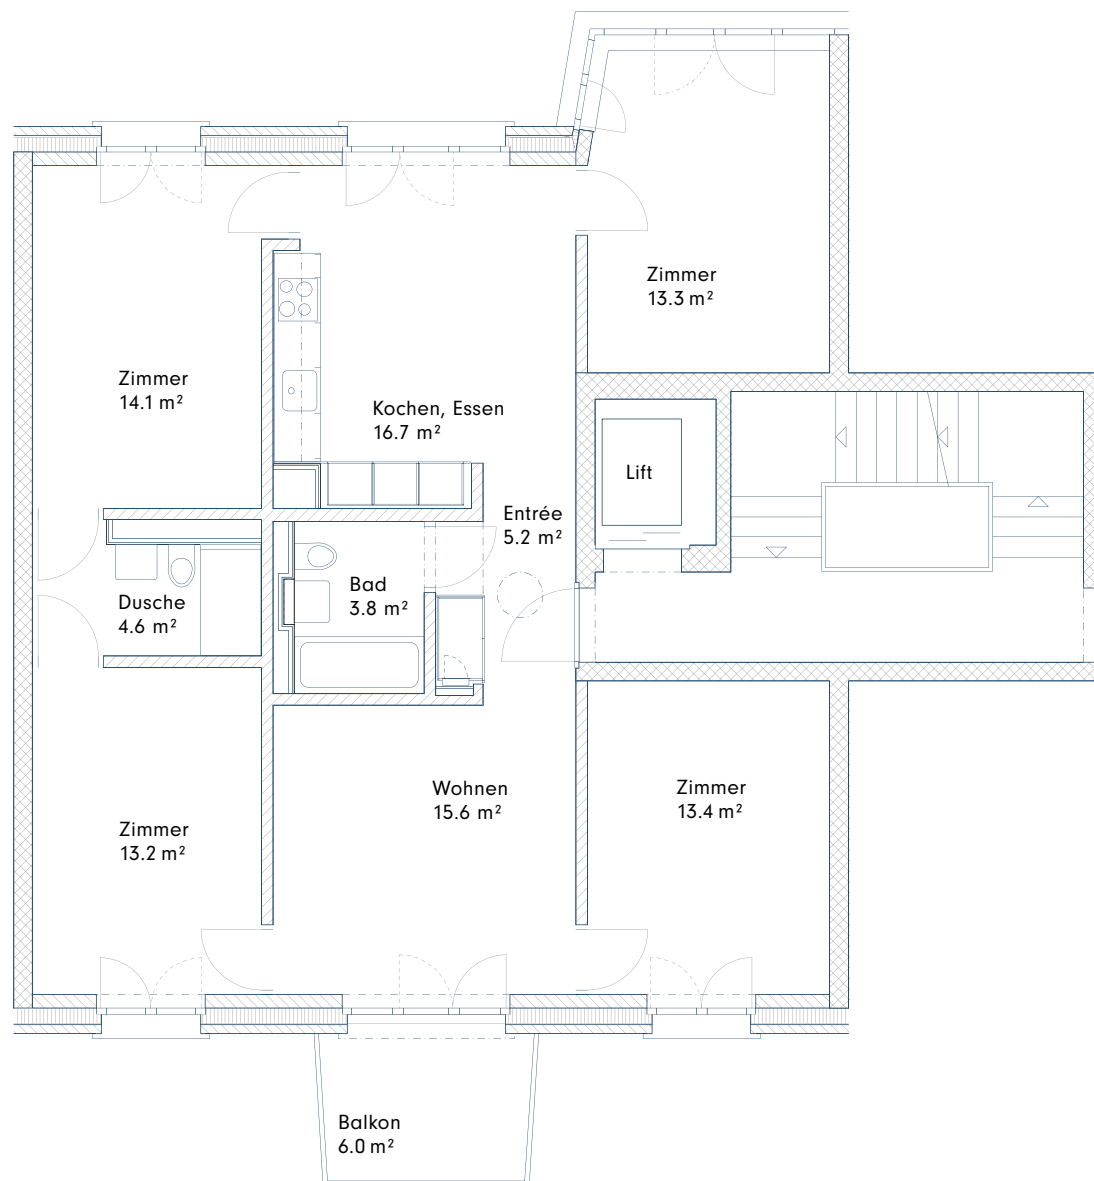 Zimmer
13.3 m²
Zimmer
14.1 m²
Kochen, Essen
16.7 m²
Lift
Entrée
5.2 m²
Bad
3.8 m²
Dusche
4.6 m²
Wohnen
15.6 m²
Zimmer
13.4 m²
Zimmer
13.2 m²
Balkon
6.0 m²